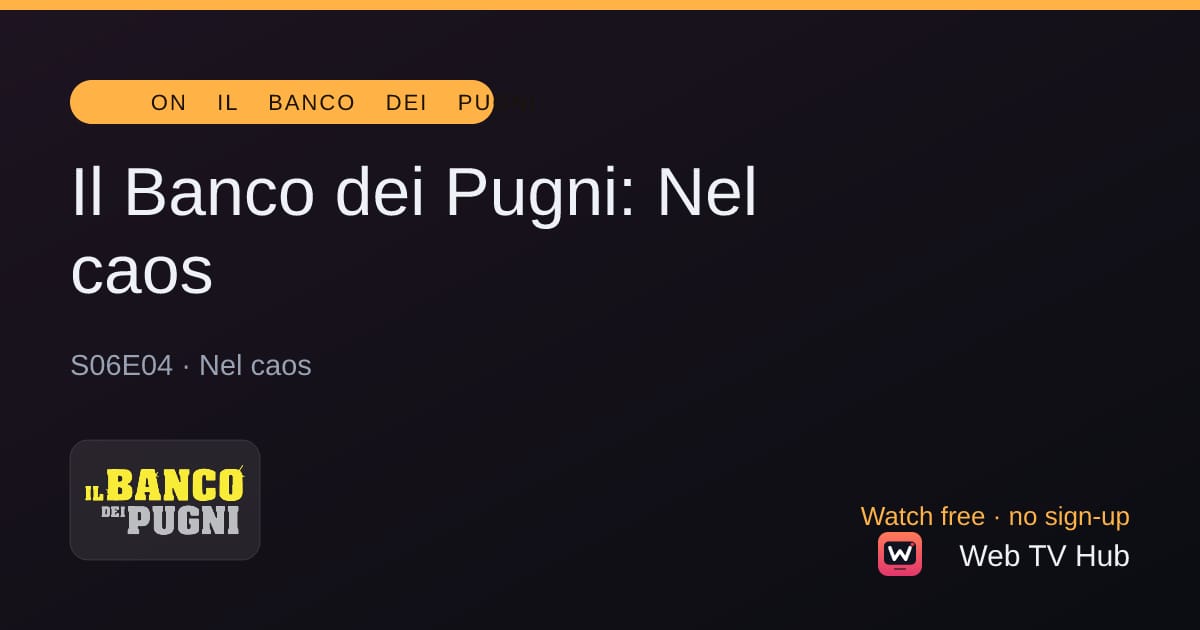 ON IL BANCO DEI PUGNI
Il Banco dei Pugni: Nel
caos
S06E04 · Nel caos
IL BANCO
DEI PUGNI
Watch free · no sign-up
W
Web TV Hub